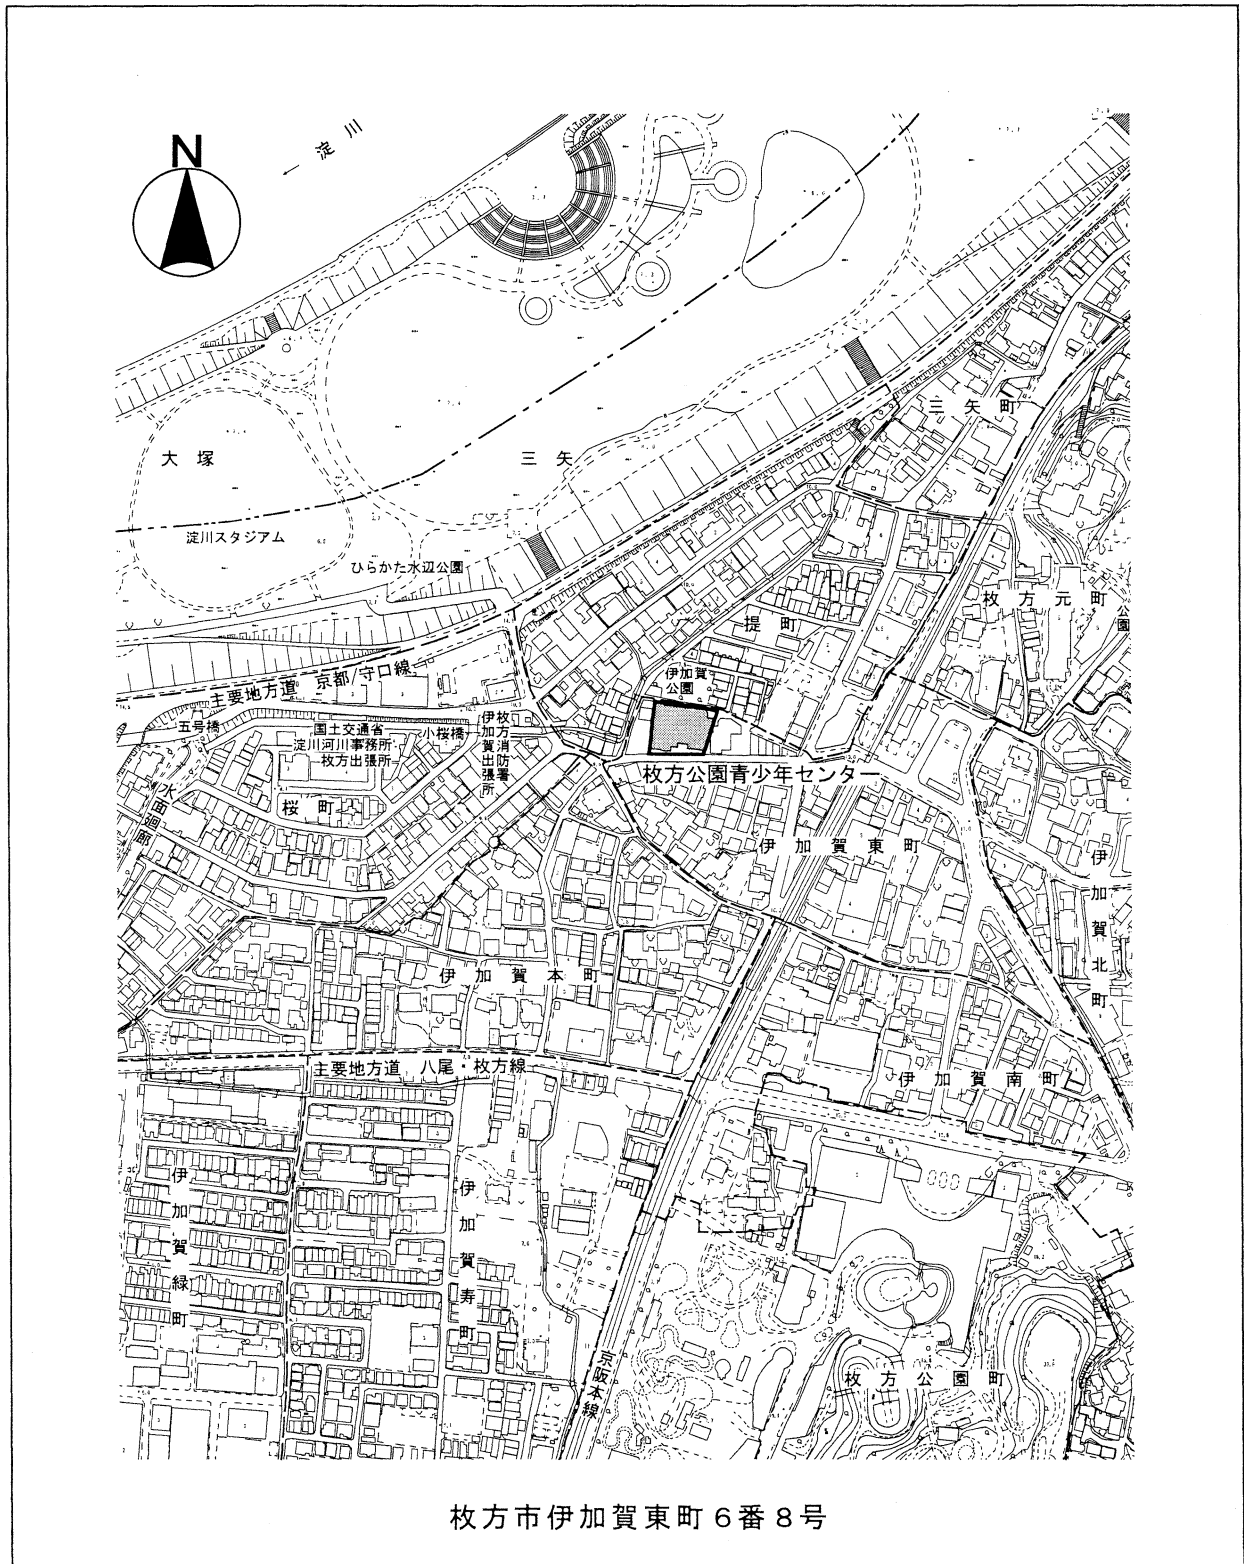 N
← 淀川
三矢町
大塚
三矢
淀川スタジアム
ひらかた水辺公園
枚方元町
公園
提町
伊加賀
公園
主要地方道 京都/守口線
五号橋
国土交通省
淀川河川事務所
枚方出張所
小桜橋
枚方消防署
伊加賀出張所
枚方公園青少年センター
水面廻廊
桜町
伊加賀東町
伊加賀北町
伊加賀本町
主要地方道 八尾・枚方線
伊加賀南町
伊加賀緑町
伊加賀寿町
京阪本線
枚方公園町
枚方市伊加賀東町6番8号